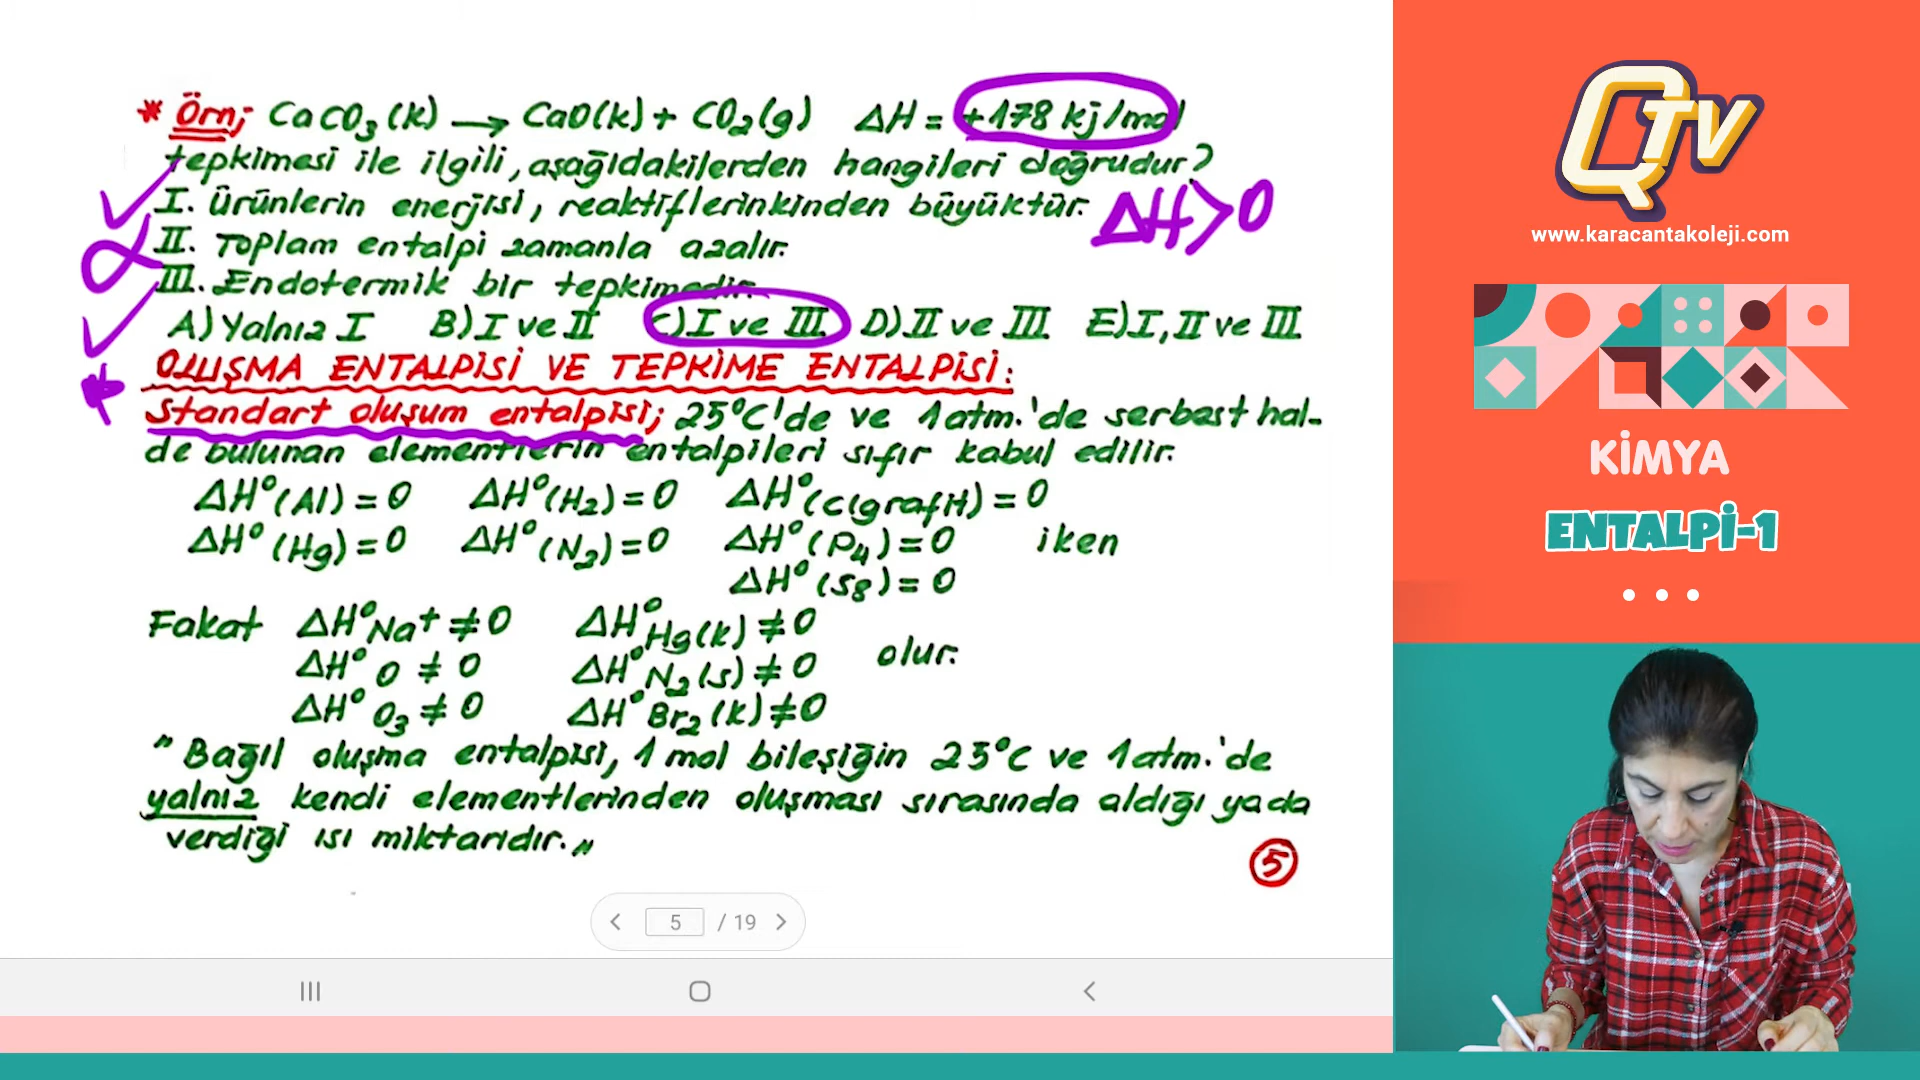 * Örn; CaCO₃(k) → CaO(k) + CO₂(g) ΔH = +178 kj/mol
tepkimesi ile ilgili, aşağıdakilerden hangileri doğrudur?
I. Ürünlerin enerjisi, reaktiflerinkinden büyüktür. ΔH>0
II. Toplam entalpi zamanla azalır.
III. Endotermik bir tepkimedir.
A) Yalnız I B) I ve II C) I ve III D) II ve III E) I, II ve III
OLUŞMA ENTALPİSİ VE TEPKİME ENTALPİSİ:
Standart oluşum entalpisi; 25°C'de ve 1 atm.'de serbest hal-
de bulunan elementlerin entalpileri sıfır kabul edilir.
ΔH°(Al) = 0 ΔH°(H₂) = 0 ΔH°(C(grafit) = 0
ΔH°(Hg) = 0 ΔH°(N₂) = 0 ΔH°(P₄) = 0 iken
ΔH°(S₈) = 0
Fakat ΔH°Na⁺ ≠ 0 ΔH°Hg(k) ≠ 0
ΔH°O ≠ 0 ΔH°N₂(s) ≠ 0 olur.
ΔH°O₃ ≠ 0 ΔH°Br₂(k) ≠ 0
"Bağıl oluşma entalpisi, 1 mol bileşiğin 25°C ve 1 atm.'de
yalnız kendi elementlerinden oluşması sırasında aldığı ya da
verdiği ısı miktarıdır."
5
5 / 19
QTV
www.karacantakoleji.com
KİMYA
ENTALPİ-1